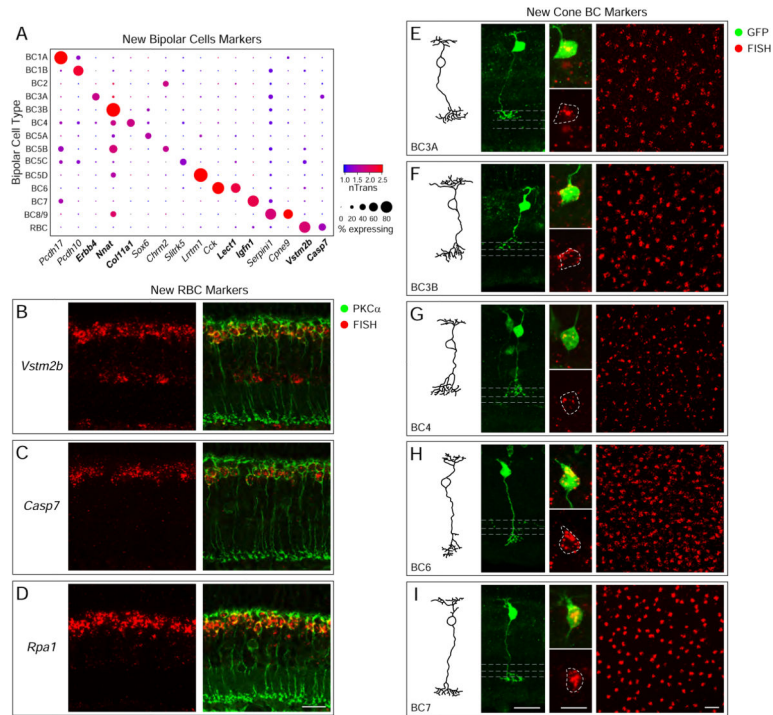 A
New Bipolar Cells Markers
Bipolar Cell Type
BC1A
BC1B
BC2
BC3A
BC3B
BC4
BC5A
BC5B
BC5C
BC5D
BC6
BC7
BC8/9
RBC
Pcdh17
Pcdh10
Erbb4
Nnat
Col11a1
Sox6
Chrm2
Slitrk5
Lrrtm1
Cck
Lect1
Igfn1
Serpini1
Cpne9
Vstm2b
Casp7
1.0 1.5 2.0 2.5
nTrans
0 20 40 60 80
% expressing
New RBC Markers
PKCα
FISH
B
Vstm2b
C
Casp7
D
Rpa1
New Cone BC Markers
GFP
FISH
E
BC3A
F
BC3B
G
BC4
H
BC6
I
BC7